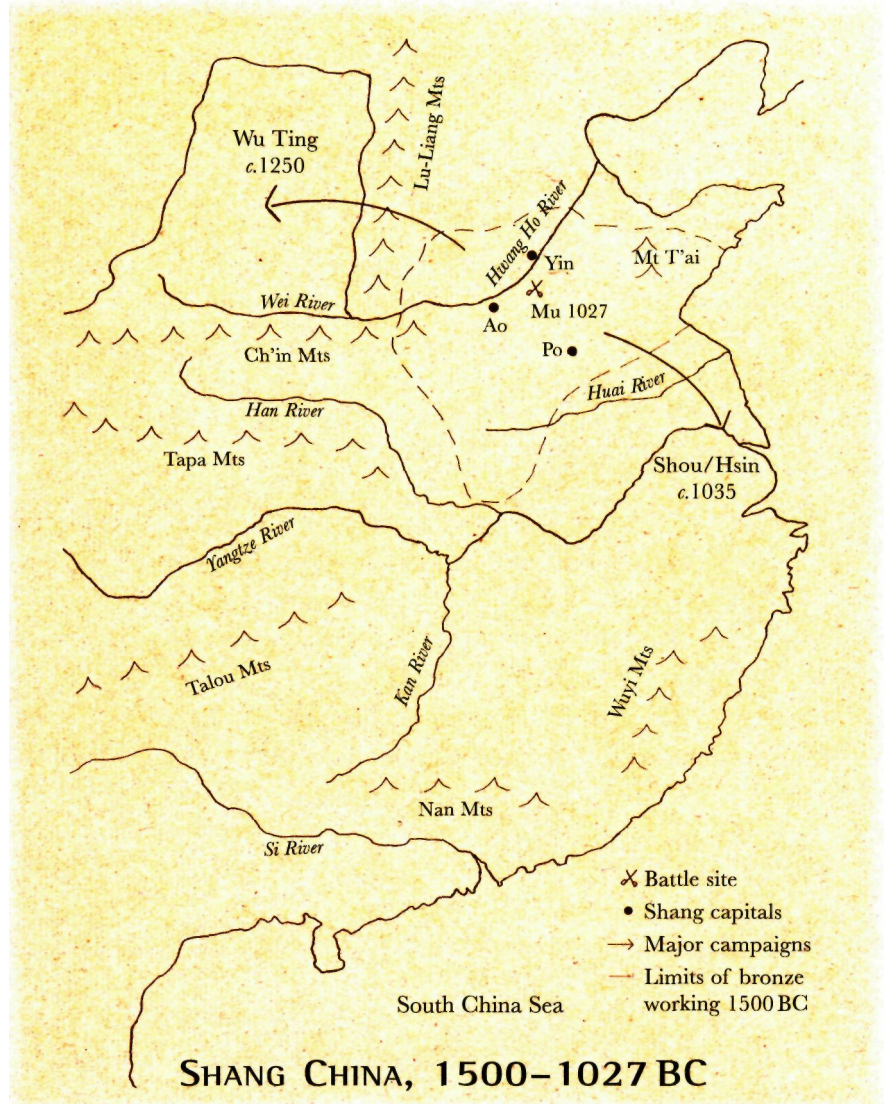 Lu-Liang Mts
Wu Ting
c.1250
Hwang Ho River
Yin
Mt T'ai
Wei River
Mu 1027
Ao
Ch'in Mts
Po
Huai River
Han River
Tapa Mts
Shou/Hsin
c.1035
Yangtze River
Talou Mts
Kan River
Wuyi Mts
Nan Mts
Si River
Battle site
Shang capitals
Major campaigns
Limits of bronze
working 1500 BC
South China Sea
SHANG CHINA, 1500–1027 BC